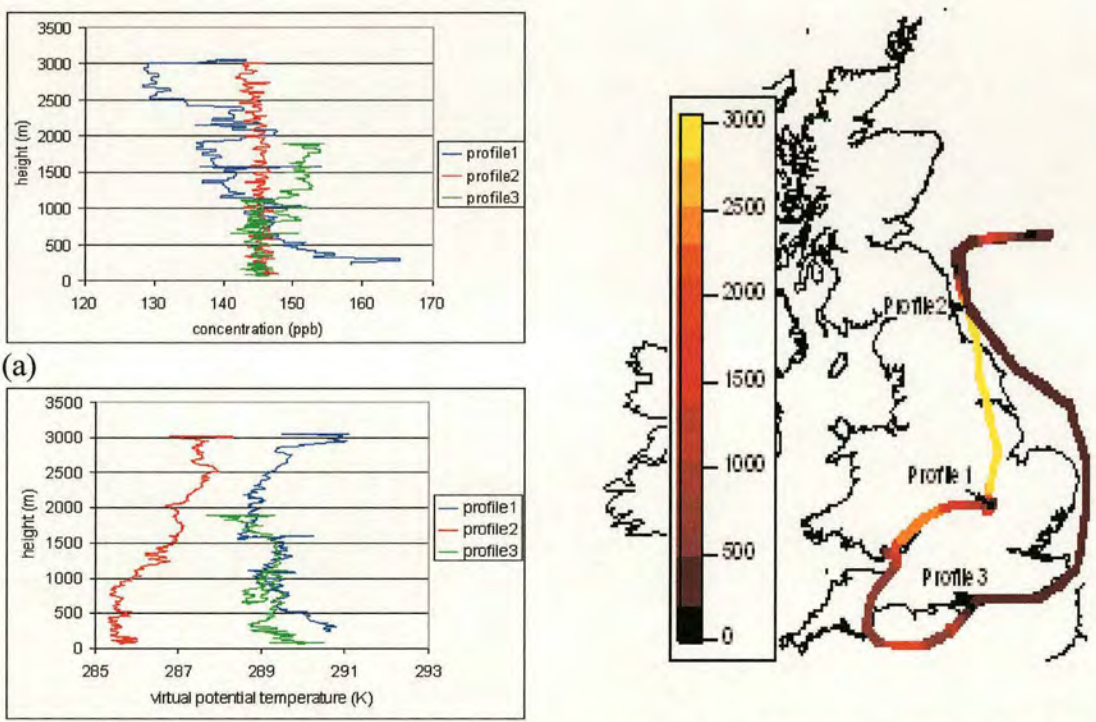 3500
3000
2500
2000
1500
1000
500
0
height (m)
120 130 140 150 160 170
concentration (ppb)
profile1
profile2
profile3
(a)
3500
3000
2500
2000
1500
1000
500
0
height (m)
285 287 289 291 293
virtual potential temperature (K)
profile1
profile2
profile3
3000
2500
2000
1500
1000
500
0
Profile2
Profile 1
Profile 3